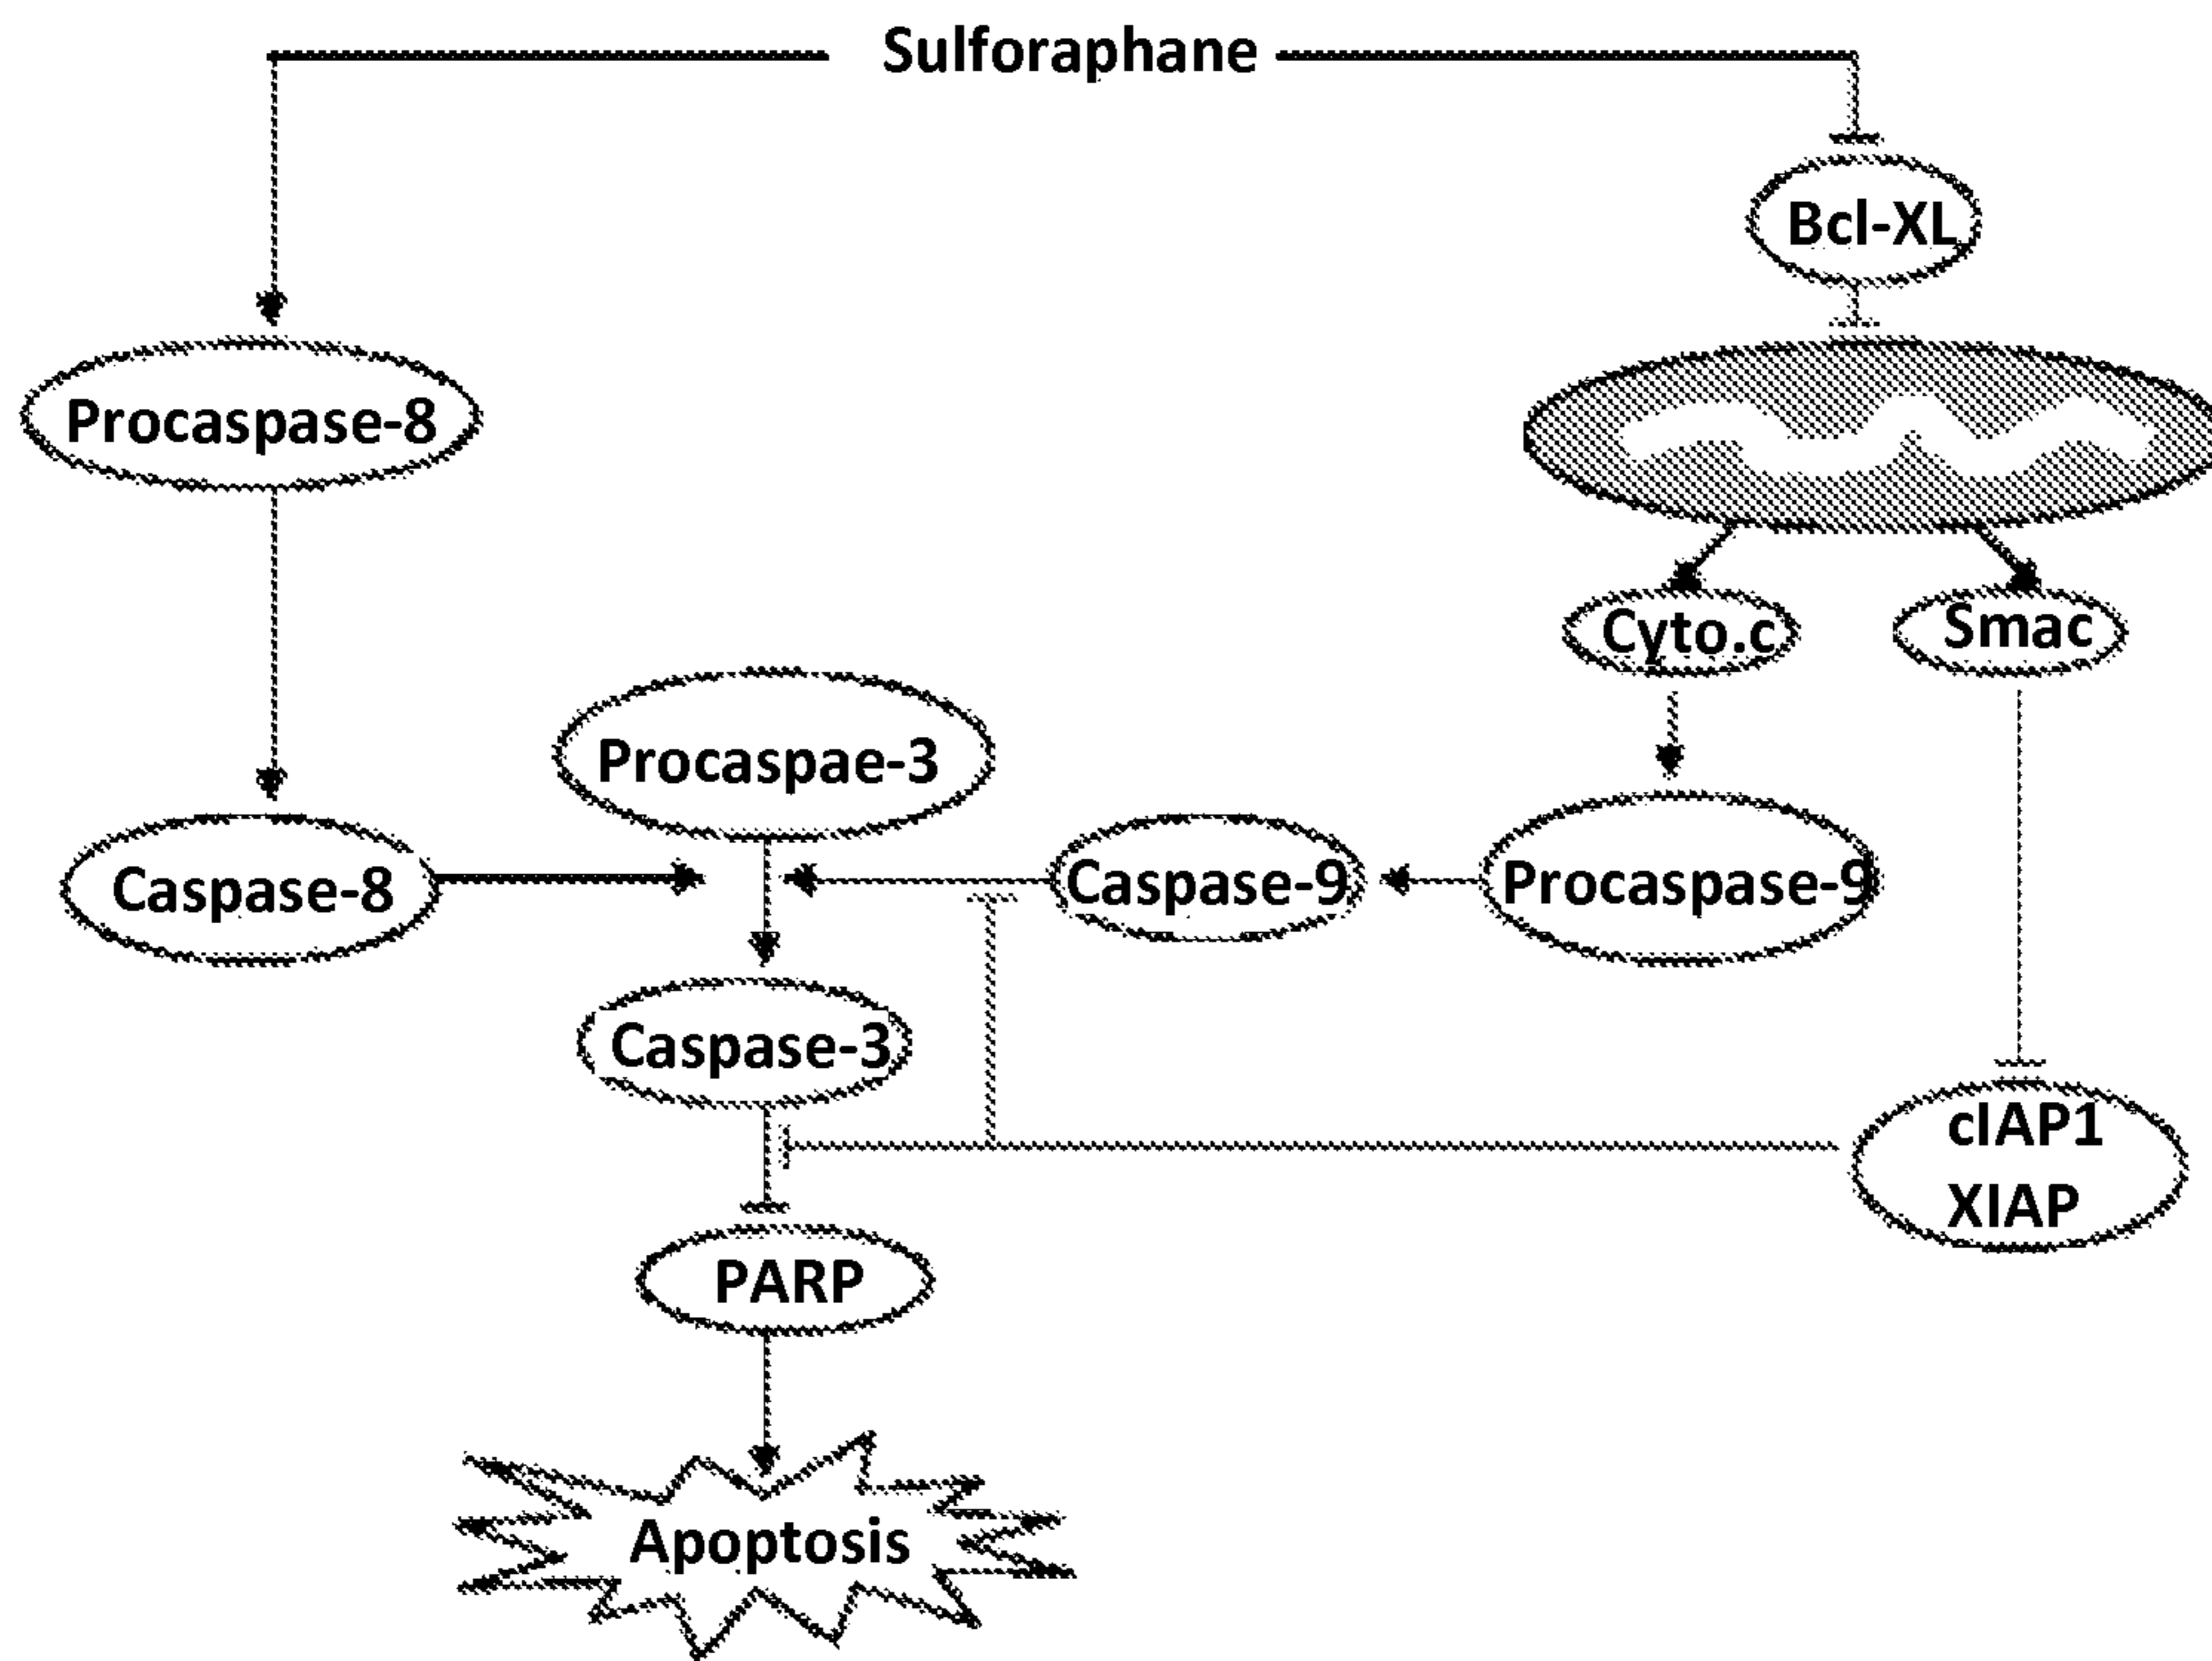 Sulforaphane
Bcl-XL
Procaspase-8
Cyto.c
Smac
Procaspae-3
Caspase-8
Caspase-9
Procaspase-9
Caspase-3
cIAP1
XIAP
PARP
Apoptosis